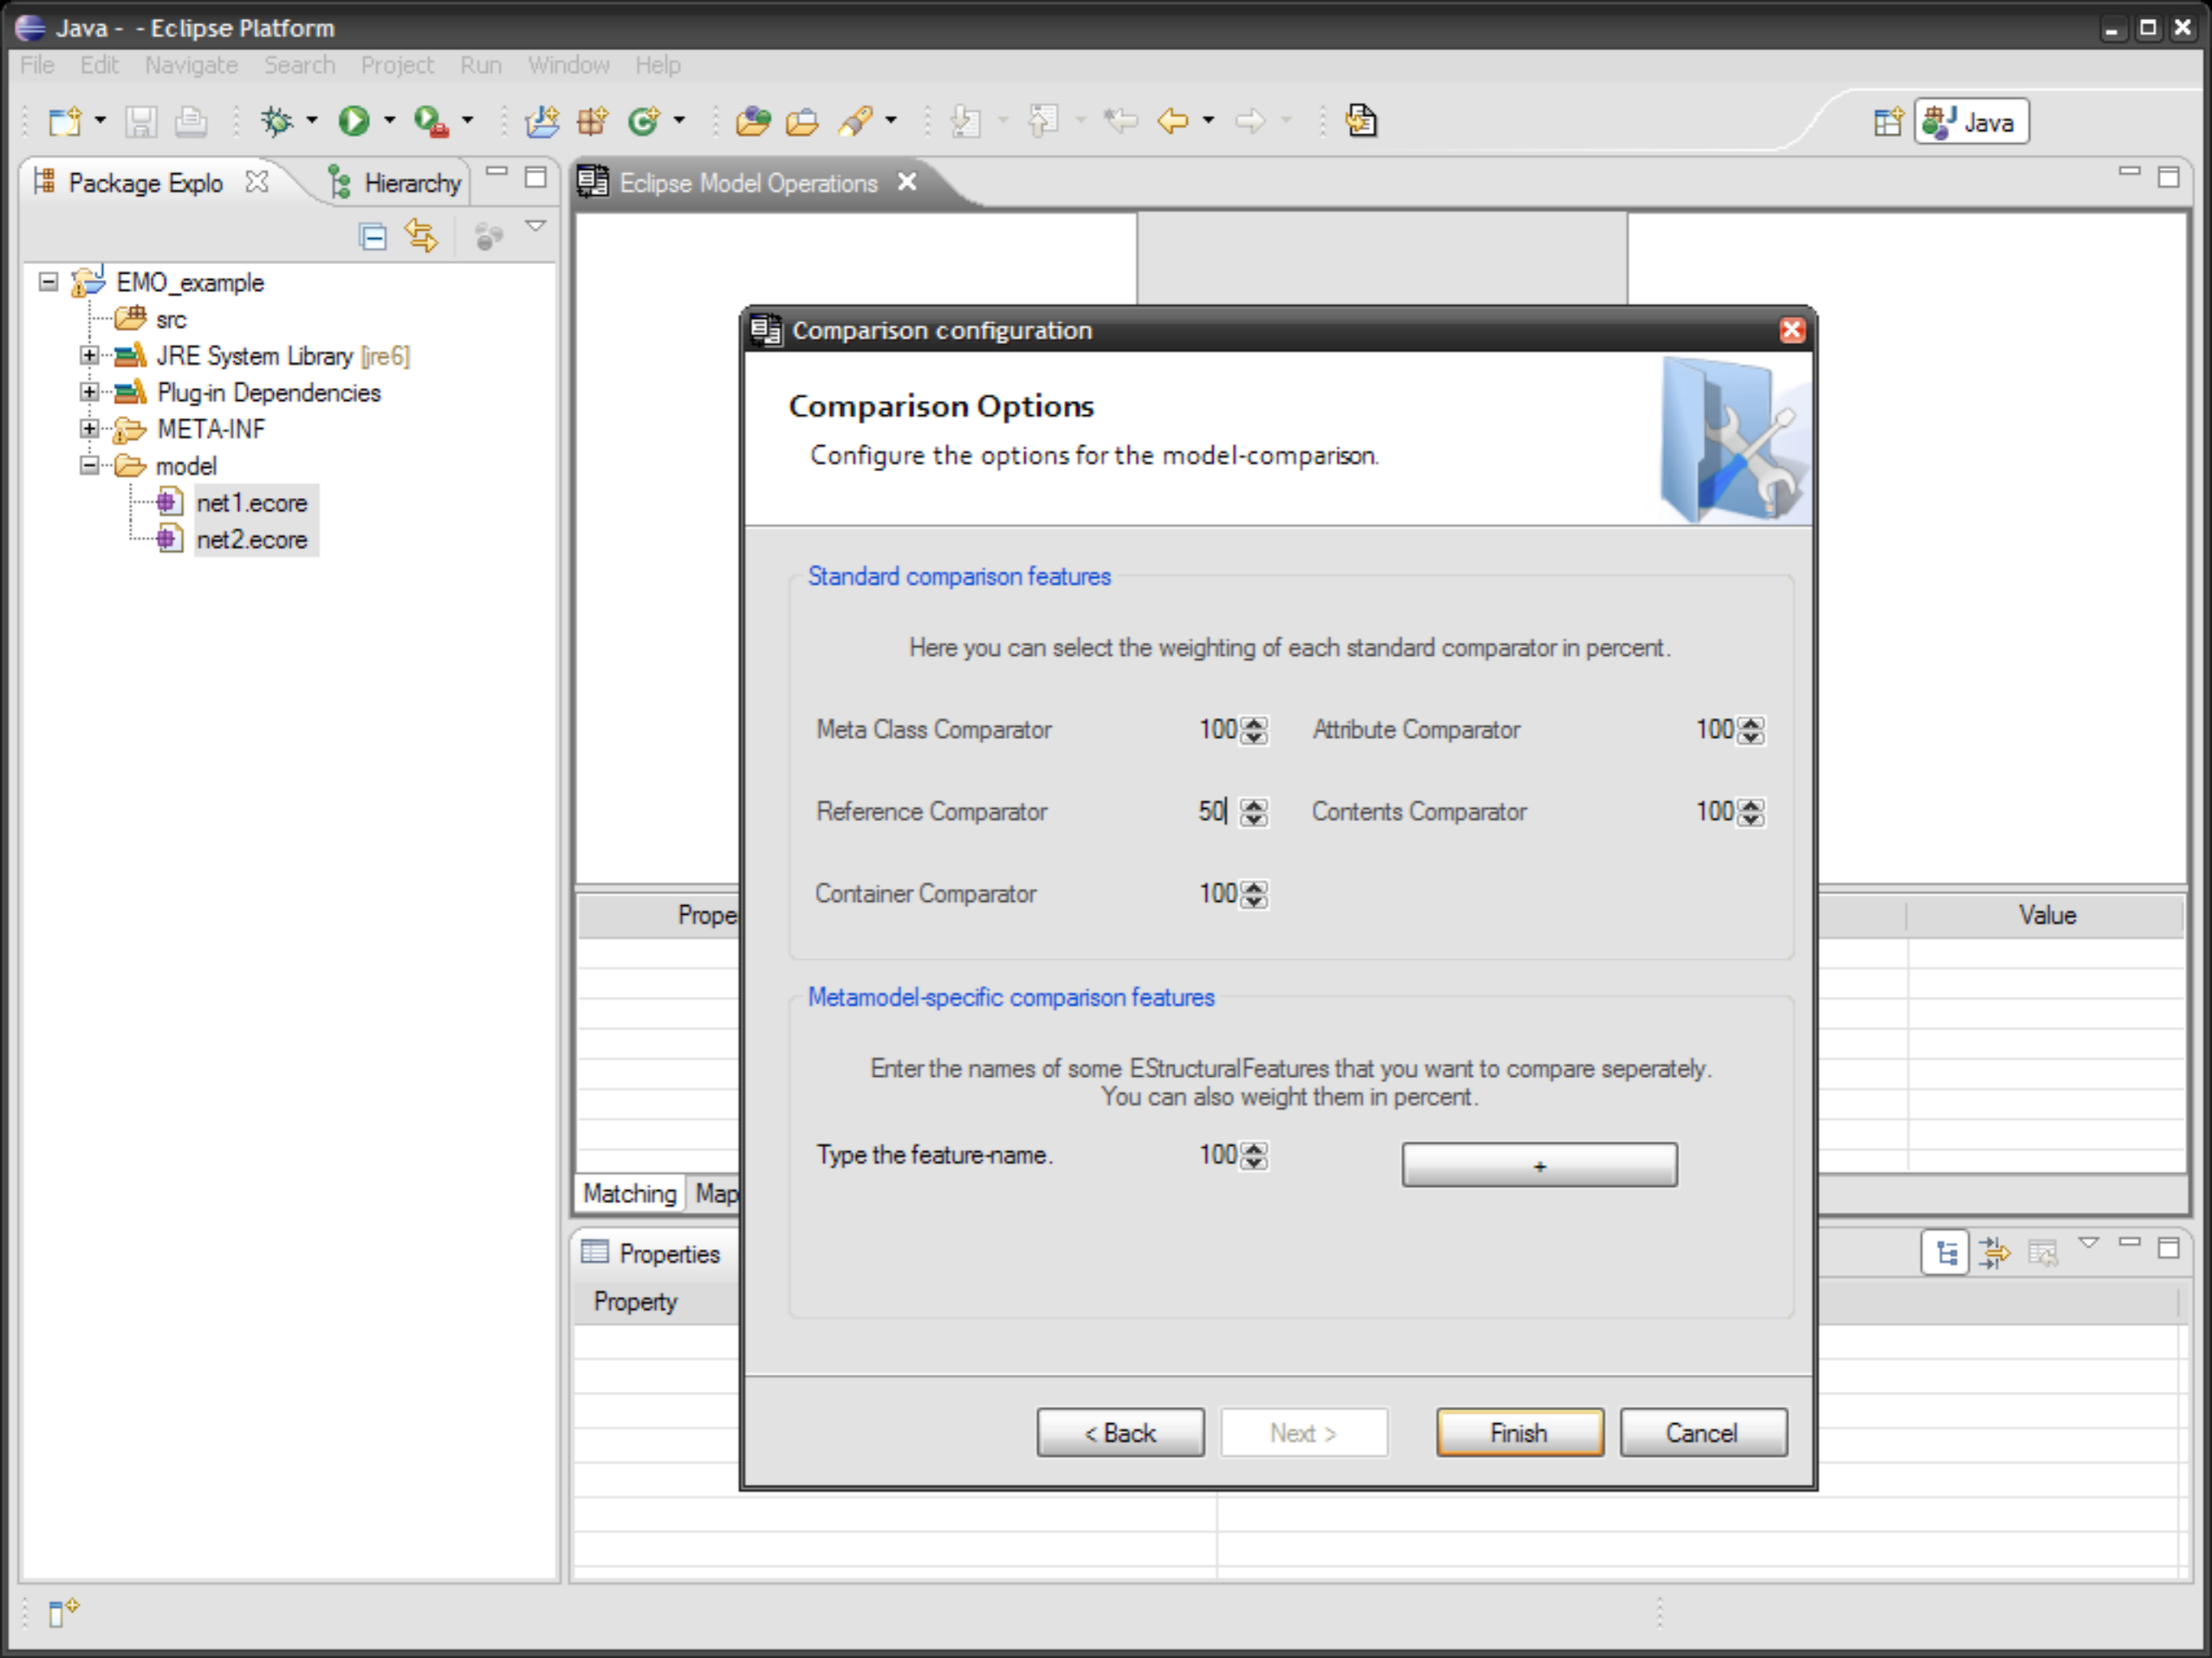 Java - - Eclipse Platform
File Edit Navigate Search Project Run Window Help
Java
Package Explo Hierarchy
Eclipse Model Operations
EMO_example
src
JRE System Library [jre6]
Plug-in Dependencies
META-INF
model
net1.ecore
net2.ecore
Comparison configuration
Comparison Options
Configure the options for the model-comparison.
Standard comparison features
Here you can select the weighting of each standard comparator in percent.
Meta Class Comparator 100 Attribute Comparator 100
Reference Comparator 50 Contents Comparator 100
Container Comparator 100
Metamodel-specific comparison features
Enter the names of some EStructuralFeatures that you want to compare seperately.
You can also weight them in percent.
Type the feature-name. 100 +
< Back Next > Finish Cancel
Prope Value
Matching Map
Properties
Property